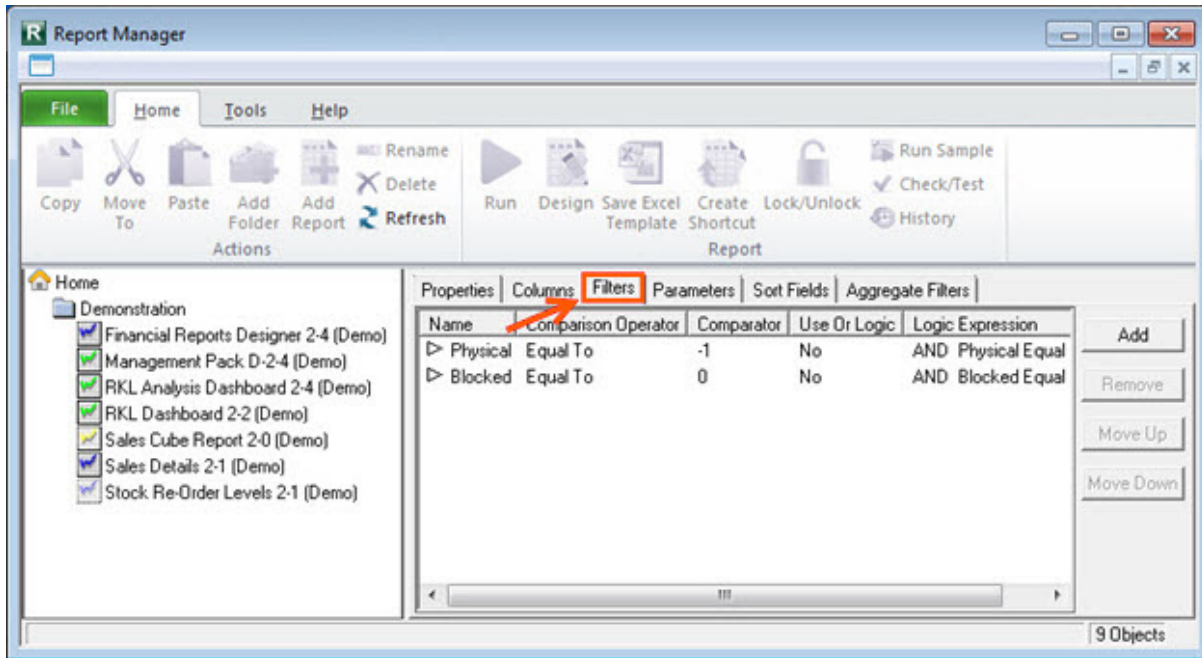 R Report Manager
File Home Tools Help
Copy
Move To
Paste
Add Folder
Add Report
Rename
Delete
Refresh
Actions
Run
Design
Save Excel Template
Create Shortcut
Lock/Unlock
Run Sample
Check/Test
History
Report
Home
Demonstration
Financial Reports Designer 2-4 (Demo)
Management Pack D-2-4 (Demo)
RKL Analysis Dashboard 2-4 (Demo)
RKL Dashboard 2-2 (Demo)
Sales Cube Report 2-0 (Demo)
Sales Details 2-1 (Demo)
Stock Re-Order Levels 2-1 (Demo)
Properties Columns Filters Parameters Sort Fields Aggregate Filters
Name Comparison Operator Comparator Use Or Logic Logic Expression
Physical Equal To -1 No AND Physical Equal
Blocked Equal To 0 No AND Blocked Equal
Add
Remove
Move Up
Move Down
9 Objects